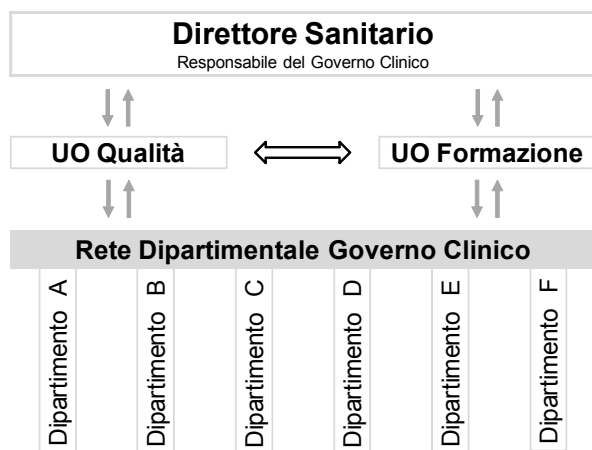 Direttore Sanitario
Responsabile del Governo Clinico
UO Qualità
UO Formazione
Rete Dipartimentale Governo Clinico
Dipartimento A
Dipartimento B
Dipartimento C
Dipartimento D
Dipartimento E
Dipartimento F